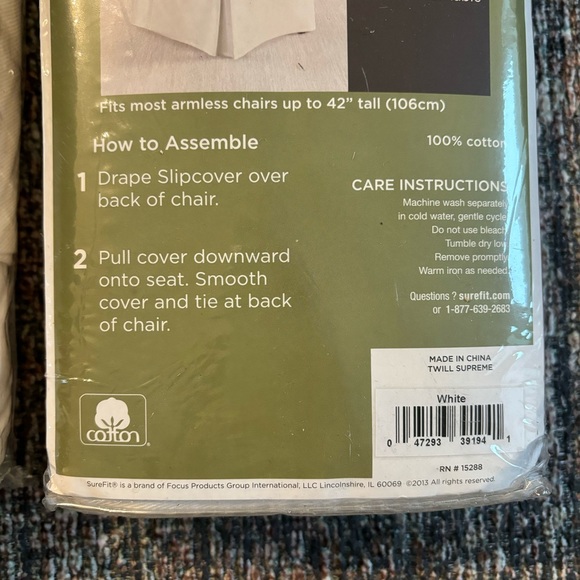 Fits most armless chairs up to 42” tall (106cm)
How to Assemble
100% cotton
1 Drape Slipcover over
back of chair.
2 Pull cover downward
onto seat. Smooth
cover and tie at back
of chair.
CARE INSTRUCTIONS
Machine wash separately
in cold water, gentle cycle
Do not use bleach
Tumble dry low
Remove promptly
Warm iron as needed
Questions ? surefit.com
or 1-877-639-2683
MADE IN CHINA
TWILL SUPREME
White
0 47293 39194 1
RN # 15288
cotton
SureFit® is a brand of Focus Products Group International, LLC Lincolnshire, IL 60069 ©2013 All rights reserved.